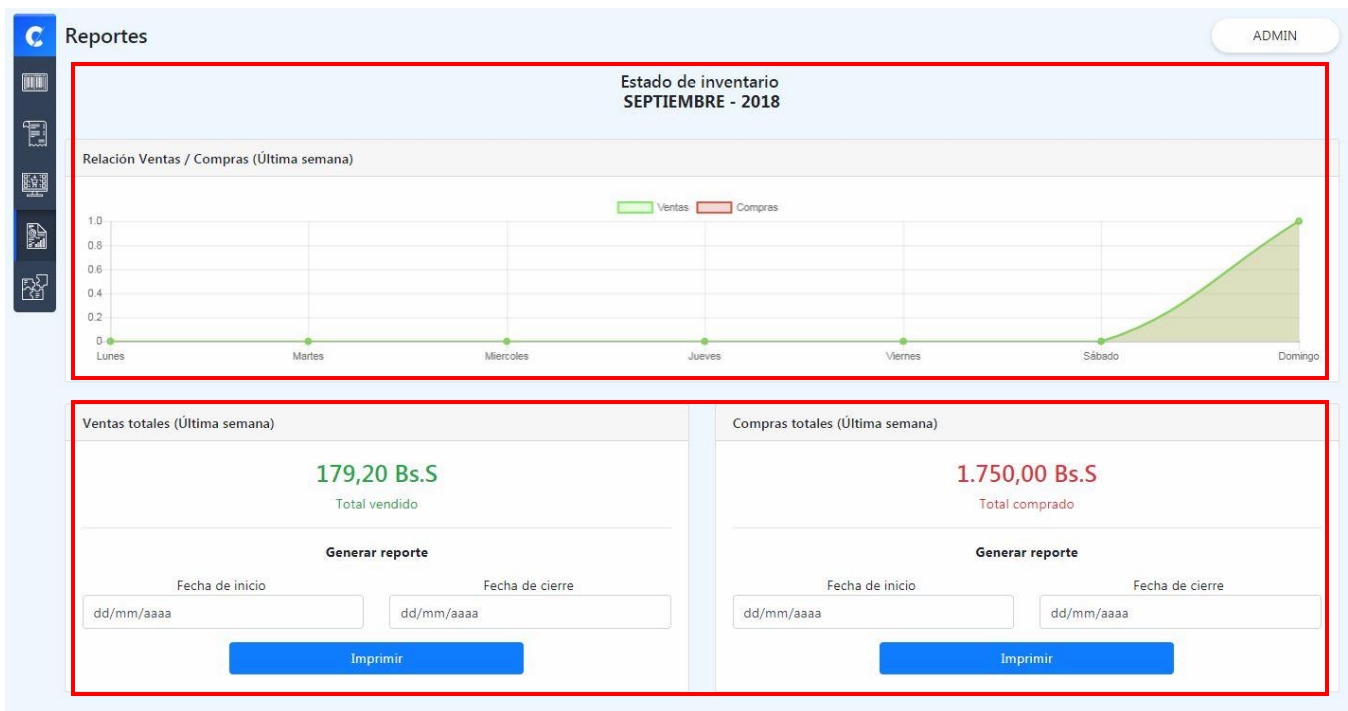 Reportes
ADMIN
Estado de inventario
SEPTIEMBRE - 2018
Relación Ventas / Compras (Última semana)
Ventas Compras
1.0
0.8
0.6
0.4
0.2
0
Lunes Martes Miercoles Jueves Viernes Sábado Domingo
Ventas totales (Última semana)
179,20 Bs.S
Total vendido
Generar reporte
Fecha de inicio Fecha de cierre
dd/mm/aaaa dd/mm/aaaa
Imprimir
Compras totales (Última semana)
1.750,00 Bs.S
Total comprado
Generar reporte
Fecha de inicio Fecha de cierre
dd/mm/aaaa dd/mm/aaaa
Imprimir